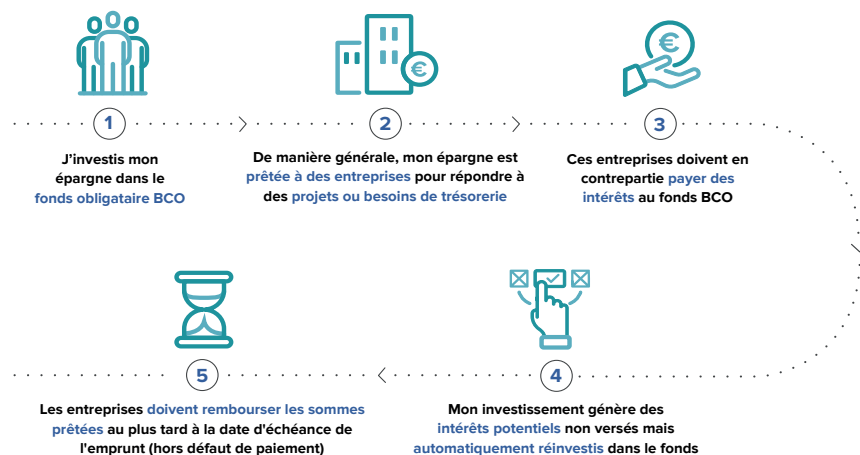 1
J'investis mon
épargne dans le
fonds obligataire BCO
€
2
De manière générale, mon épargne est
prêtée à des entreprises pour répondre à
des projets ou besoins de trésorerie
€
3
Ces entreprises doivent en
contrepartie payer des
intérêts au fonds BCO
4
Mon investissement génère des
intérêts potentiels non versés mais
automatiquement réinvestis dans le fonds
5
Les entreprises doivent rembourser les sommes
prêtées au plus tard à la date d'échéance de
l'emprunt (hors défaut de paiement)